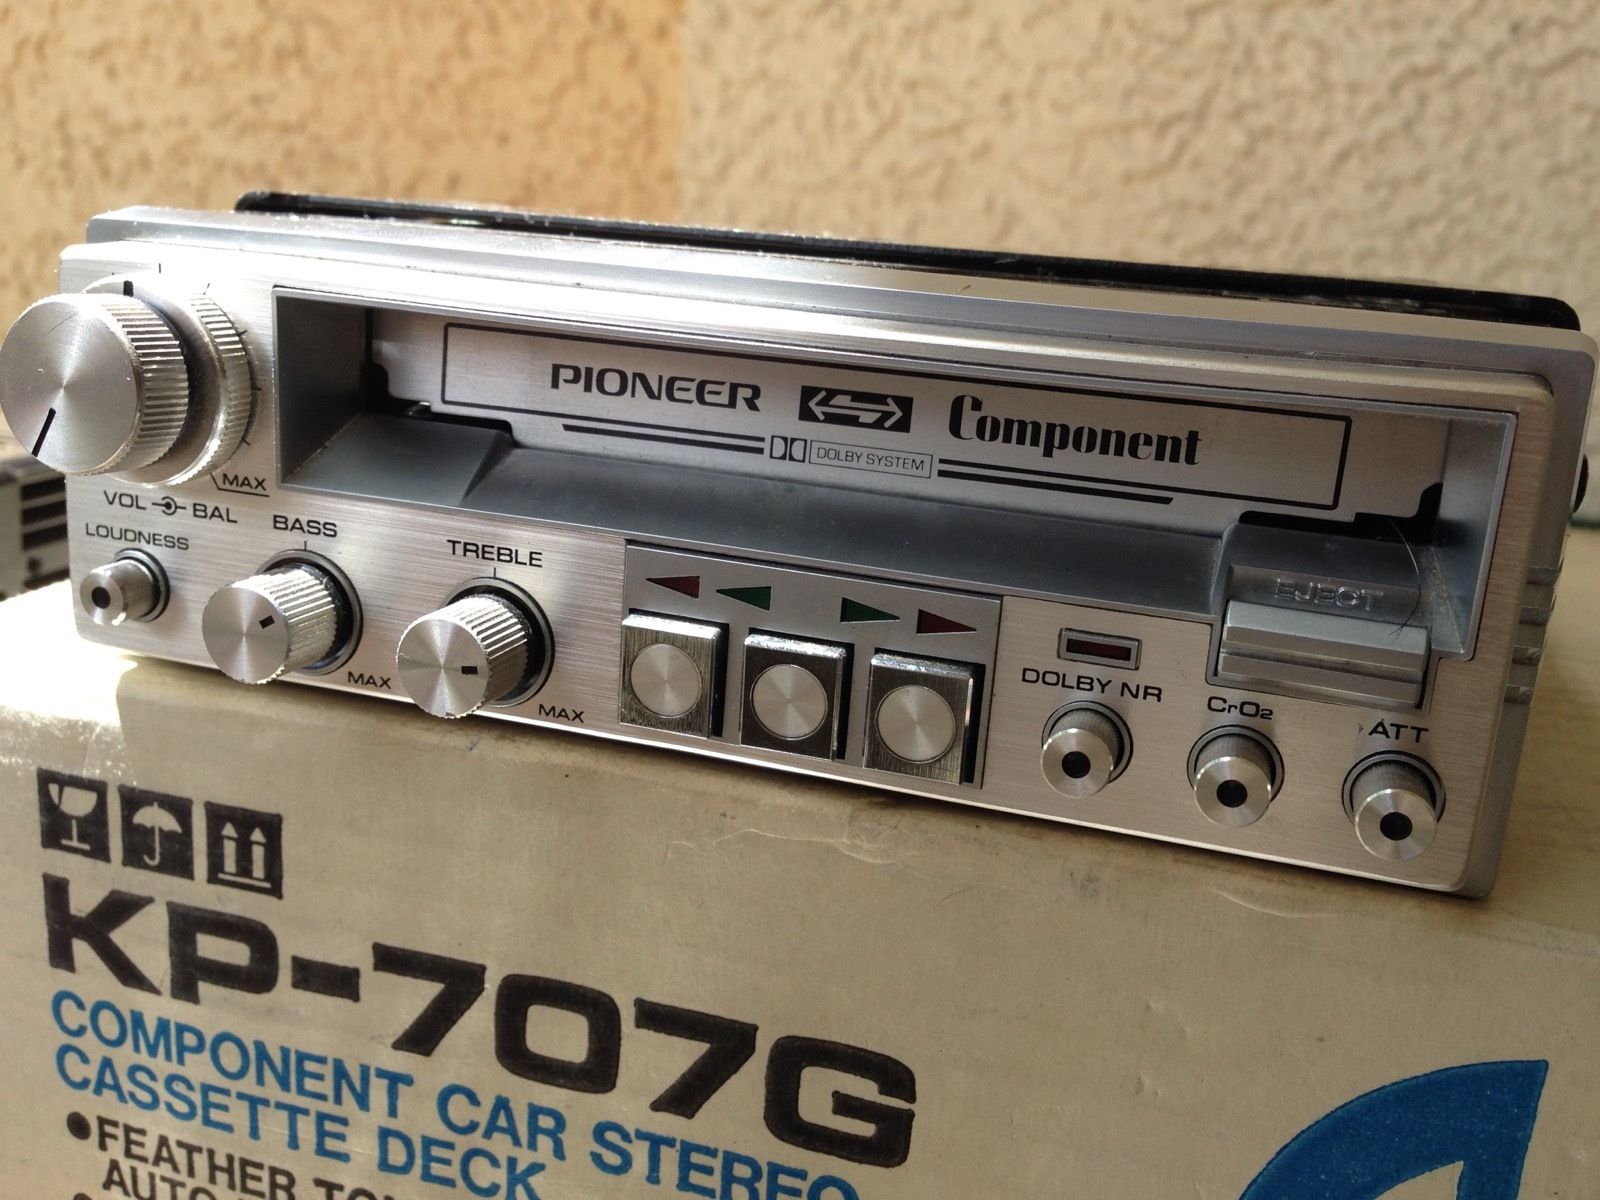 PIONEER Component
DOLBY SYSTEM
MAX
VOL BAL
LOUDNESS
BASS
MAX
TREBLE
MAX
EJECT
DOLBY NR
CrO2
ATT
KP-707G
COMPONENT CAR STEREO
CASSETTE DECK
•FEATHER
AUTO